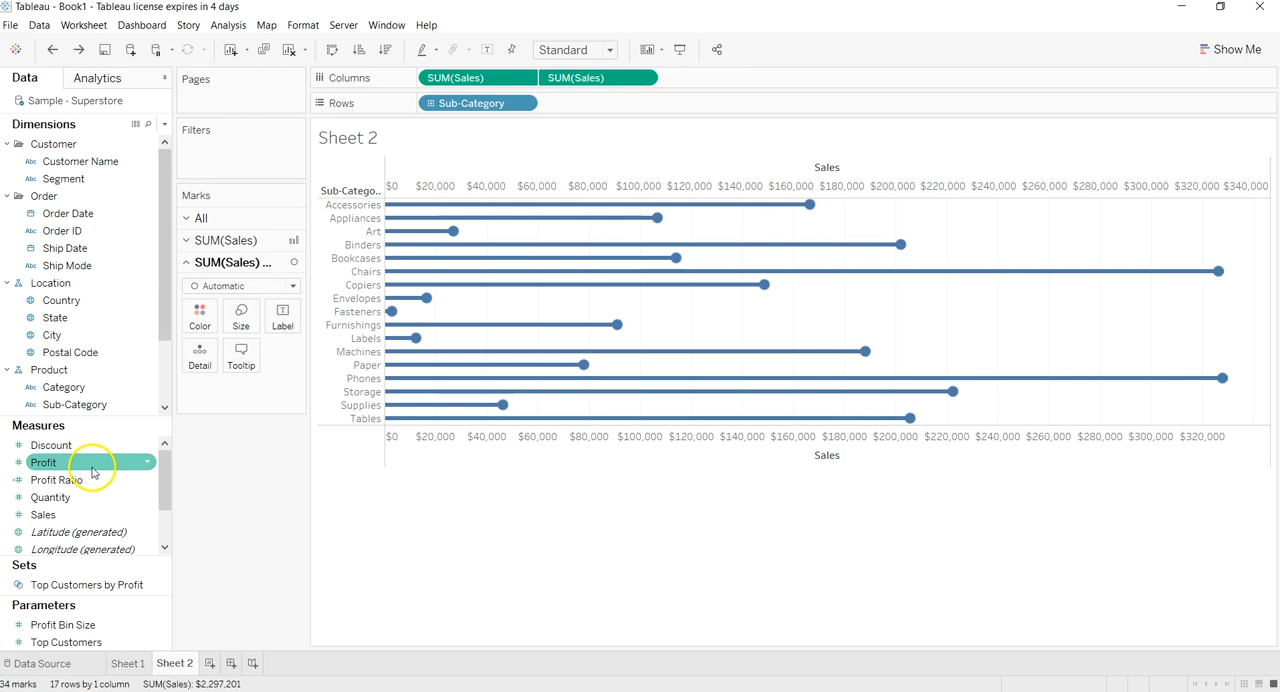 Tableau - Book1 - Tableau license expires in 4 days
File Data Worksheet Dashboard Story Analysis Map Format Server Window Help
Standard
Show Me
Data Analytics
Sample - Superstore
Dimensions
Customer
Abc Customer Name
Abc Segment
Order
Order Date
Abc Order ID
Ship Date
Abc Ship Mode
Location
Country
State
City
Postal Code
Product
Abc Category
Abc Sub-Category
Measures
Discount
Profit
Profit Ratio
Quantity
Sales
Latitude (generated)
Longitude (generated)
Sets
Top Customers by Profit
Parameters
Profit Bin Size
Top Customers
Pages
Filters
Marks
All
SUM(Sales)
SUM(Sales) ...
Automatic
Color Size Label
Detail Tooltip
Columns SUM(Sales) SUM(Sales)
Rows Sub-Category
Sheet 2
Sales
Sub-Catego.. $0 $20,000 $40,000 $60,000 $80,000 $100,000 $120,000 $140,000 $160,000 $180,000 $200,000 $220,000 $240,000 $260,000 $280,000 $300,000 $320,000 $340,000
Accessories
Appliances
Art
Binders
Bookcases
Chairs
Copiers
Envelopes
Fasteners
Furnishings
Labels
Machines
Paper
Phones
Storage
Supplies
Tables
$0 $20,000 $40,000 $60,000 $80,000 $100,000 $120,000 $140,000 $160,000 $180,000 $200,000 $220,000 $240,000 $260,000 $280,000 $300,000 $320,000
Sales
Data Source Sheet 1 Sheet 2
34 marks 17 rows by 1 column SUM(Sales): $2,297,201